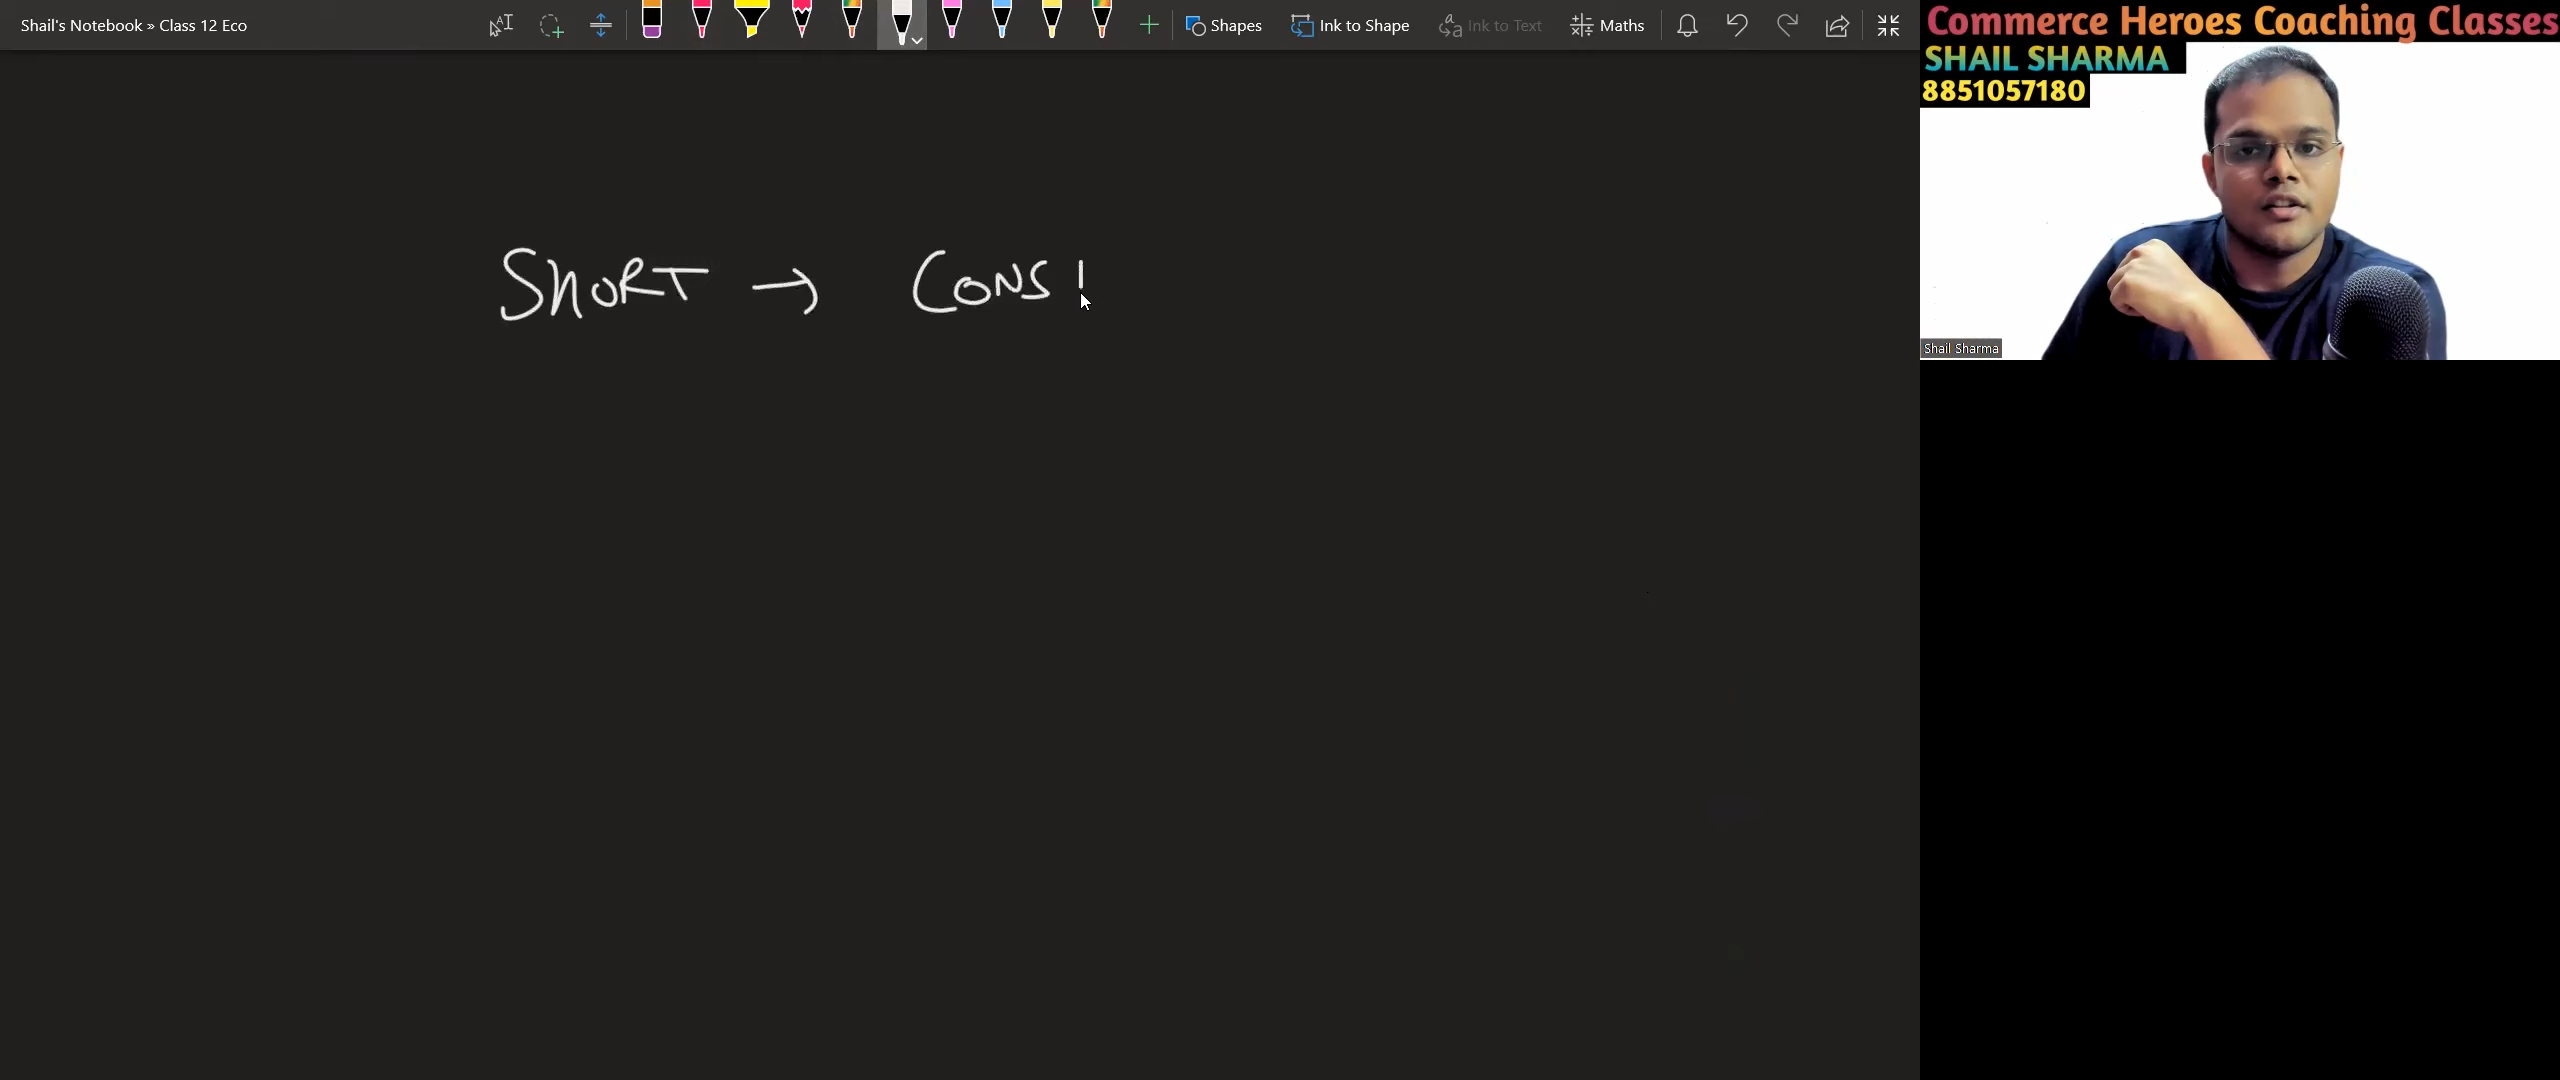 Shail's Notebook » Class 12 Eco
Shapes
Ink to Shape
Ink to Text
Maths
Commerce Heroes Coaching Classes
SHAIL SHARMA
8851057180
SHORT → CONS I
Shail Sharma